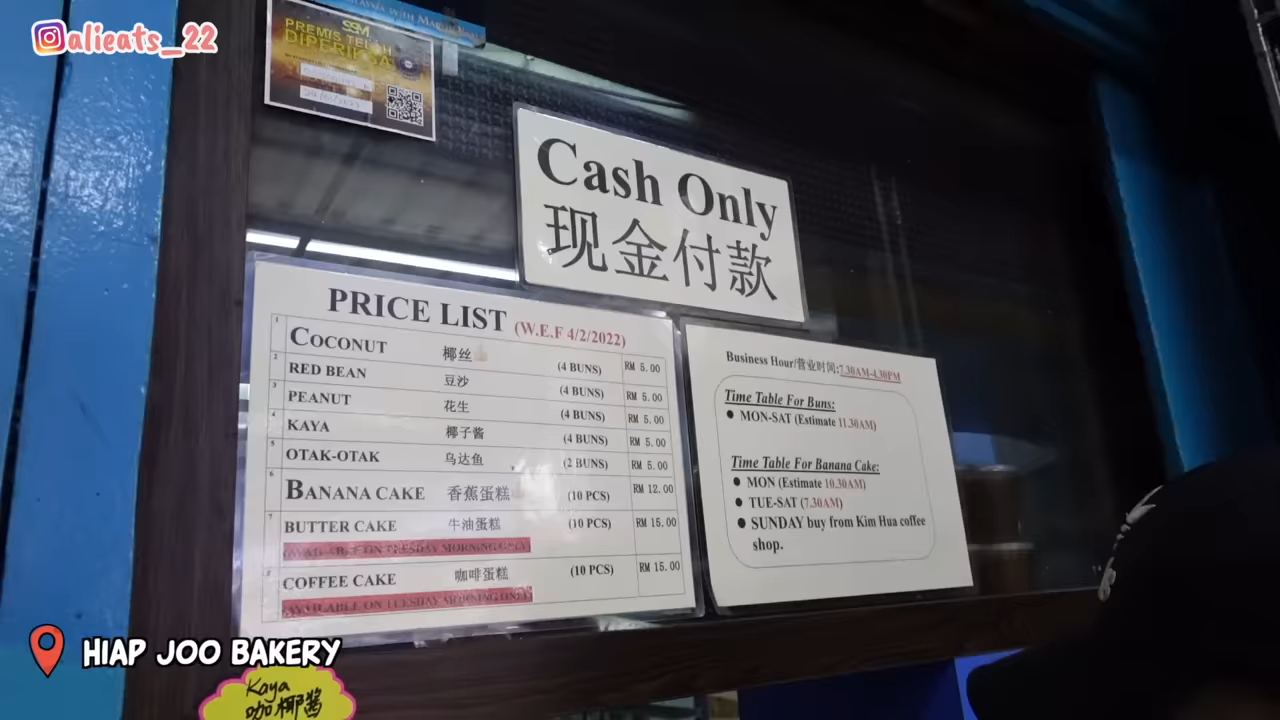 alieats_22
SSM
PREMIS TELAH
DIPERIKSA
Cash Only
现金付款
PRICE LIST (W.E.F 4/2/2022)
1 COCONUT 椰丝 (4 BUNS) RM 5.00
2 RED BEAN 豆沙 (4 BUNS) RM 5.00
3 PEANUT 花生 (4 BUNS) RM 5.00
4 KAYA 椰子酱 (4 BUNS) RM 5.00
5 OTAK-OTAK 乌达鱼 (2 BUNS) RM 5.00
6 BANANA CAKE 香蕉蛋糕 (10 PCS) RM 12.00
7 BUTTER CAKE 牛油蛋糕 (10 PCS) RM 15.00
(AVAILABLE ON TUESDAY MORNING ONLY)
8 COFFEE CAKE 咖啡蛋糕 (10 PCS) RM 15.00
(AVAILABLE ON TUESDAY MORNING ONLY)
Business Hour/营业时间:7.30AM-4.30PM
Time Table For Buns:
● MON-SAT (Estimate 11.30AM)
Time Table For Banana Cake:
● MON (Estimate 10.30AM)
● TUE-SAT (7.30AM)
● SUNDAY buy from Kim Hua coffee
shop.
HIAP JOO BAKERY
Kaya
咖椰酱